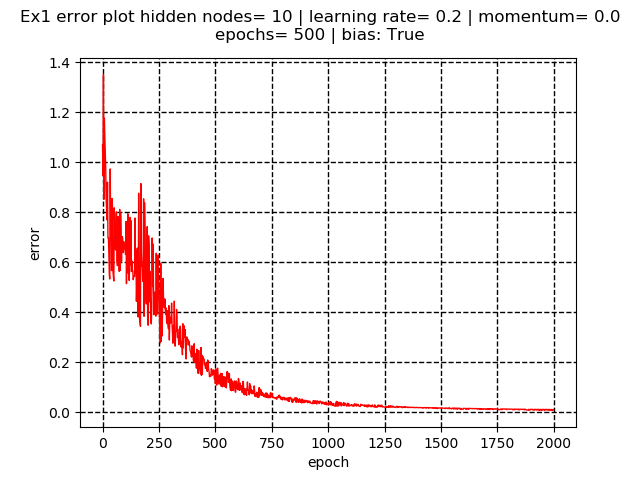 Ex1 error plot hidden nodes= 10 | learning rate= 0.2 | momentum= 0.0
epochs= 500 | bias: True
1.4
1.2
1.0
0.8
0.6
0.4
0.2
0.0
error
0 250 500 750 1000 1250 1500 1750 2000
epoch